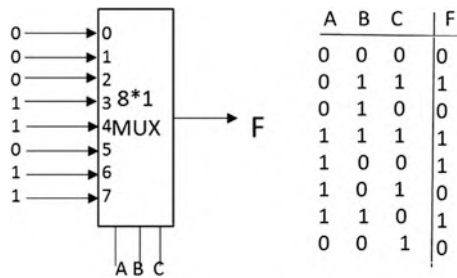 0 0
0 1
0 2
1 3
1 4
0 5
1 6
1 7
8*1
MUX
F
A B C
A B C F
0 0 0 0
0 1 1 1
0 1 0 0
1 1 1 1
1 0 0 1
1 0 1 0
1 1 0 1
0 0 1 0